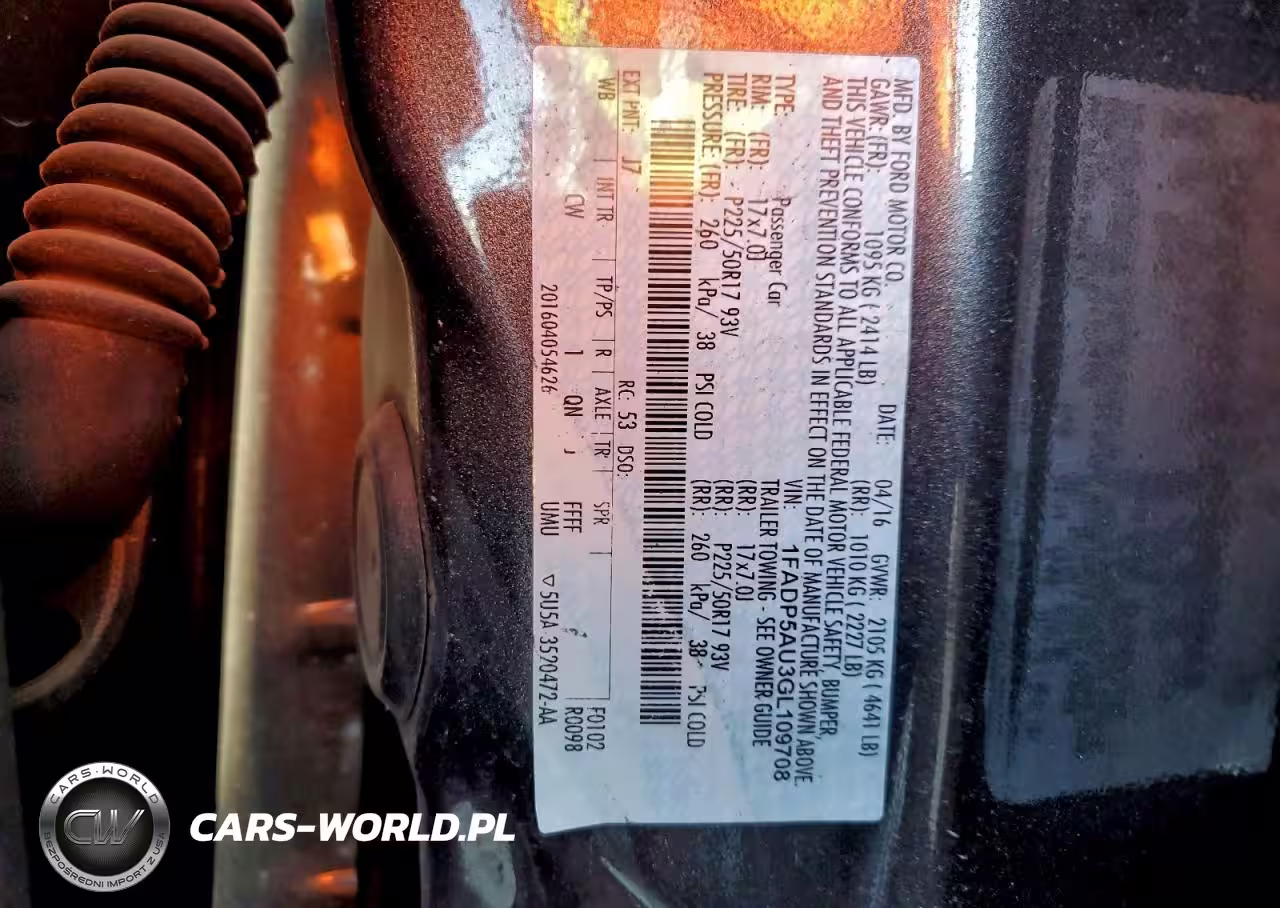 MFD. BY FORD MOTOR CO.
DATE: 04/16 GVWR: 2105 KG ( 4641 LB)
GAWR: (FR): 1095 KG ( 2414 LB) (RR): 1010 KG ( 2227 LB)
THIS VEHICLE CONFORMS TO ALL APPLICABLE FEDERAL MOTOR VEHICLE SAFETY, BUMPER,
AND THEFT PREVENTION STANDARDS IN EFFECT ON THE DATE OF MANUFACTURE SHOWN ABOVE.
VIN: 1FADP5AU3GL109708
TYPE: Passenger Car TRAILER TOWING - SEE OWNER GUIDE
RIM: (FR): 17x7.0J (RR): 17x7.0J
TIRE: (FR): P225/50R17 93V (RR): P225/50R17 93V
PRESSURE (FR): 260 kPa/ 38 PSI COLD (RR): 260 kPa/ 38 PSI COLD
EXT PNT: J7 RC: 53 DSO:
WB INT TR TP/PS R AXLE TR SPR F0102
CW 1 QN J FFFF R0098
201604054626 UMU ▽5U5A 3520472-AA
CARS-WORLD
CW
BEZPOŚREDNI IMPORT Z USA
CARS-WORLD.PL